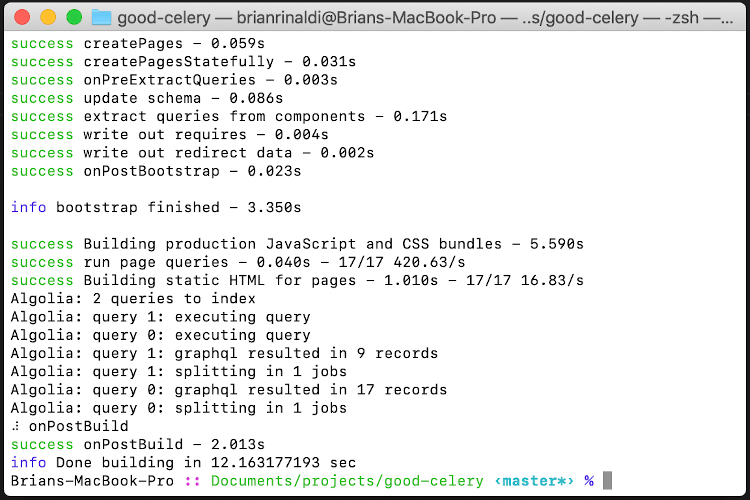 good-celery — brianrinaldi@Brians-MacBook-Pro — ..s/good-celery — -zsh —...
success createPages - 0.059s
success createPagesStatefully - 0.031s
success onPreExtractQueries - 0.003s
success update schema - 0.086s
success extract queries from components - 0.171s
success write out requires - 0.004s
success write out redirect data - 0.002s
success onPostBootstrap - 0.023s
info bootstrap finished - 3.350s
success Building production JavaScript and CSS bundles - 5.590s
success run page queries - 0.040s - 17/17 420.63/s
success Building static HTML for pages - 1.010s - 17/17 16.83/s
Algolia: 2 queries to index
Algolia: query 1: executing query
Algolia: query 0: executing query
Algolia: query 1: graphql resulted in 9 records
Algolia: query 1: splitting in 1 jobs
Algolia: query 0: graphql resulted in 17 records
Algolia: query 0: splitting in 1 jobs
⠼ onPostBuild
success onPostBuild - 2.013s
info Done building in 12.163177193 sec
Brians-MacBook-Pro :: Documents/projects/good-celery ‹master*› %